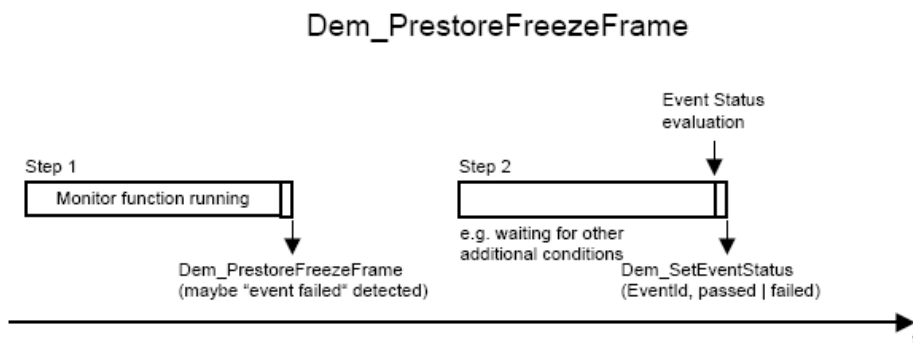 Dem_PrestoreFreezeFrame
Event Status
evaluation
Step 1
Step 2
Monitor function running
e.g. waiting for other
additional conditions
Dem_PrestoreFreezeFrame
(maybe “event failed“ detected)
Dem_SetEventStatus
(EventId, passed | failed)